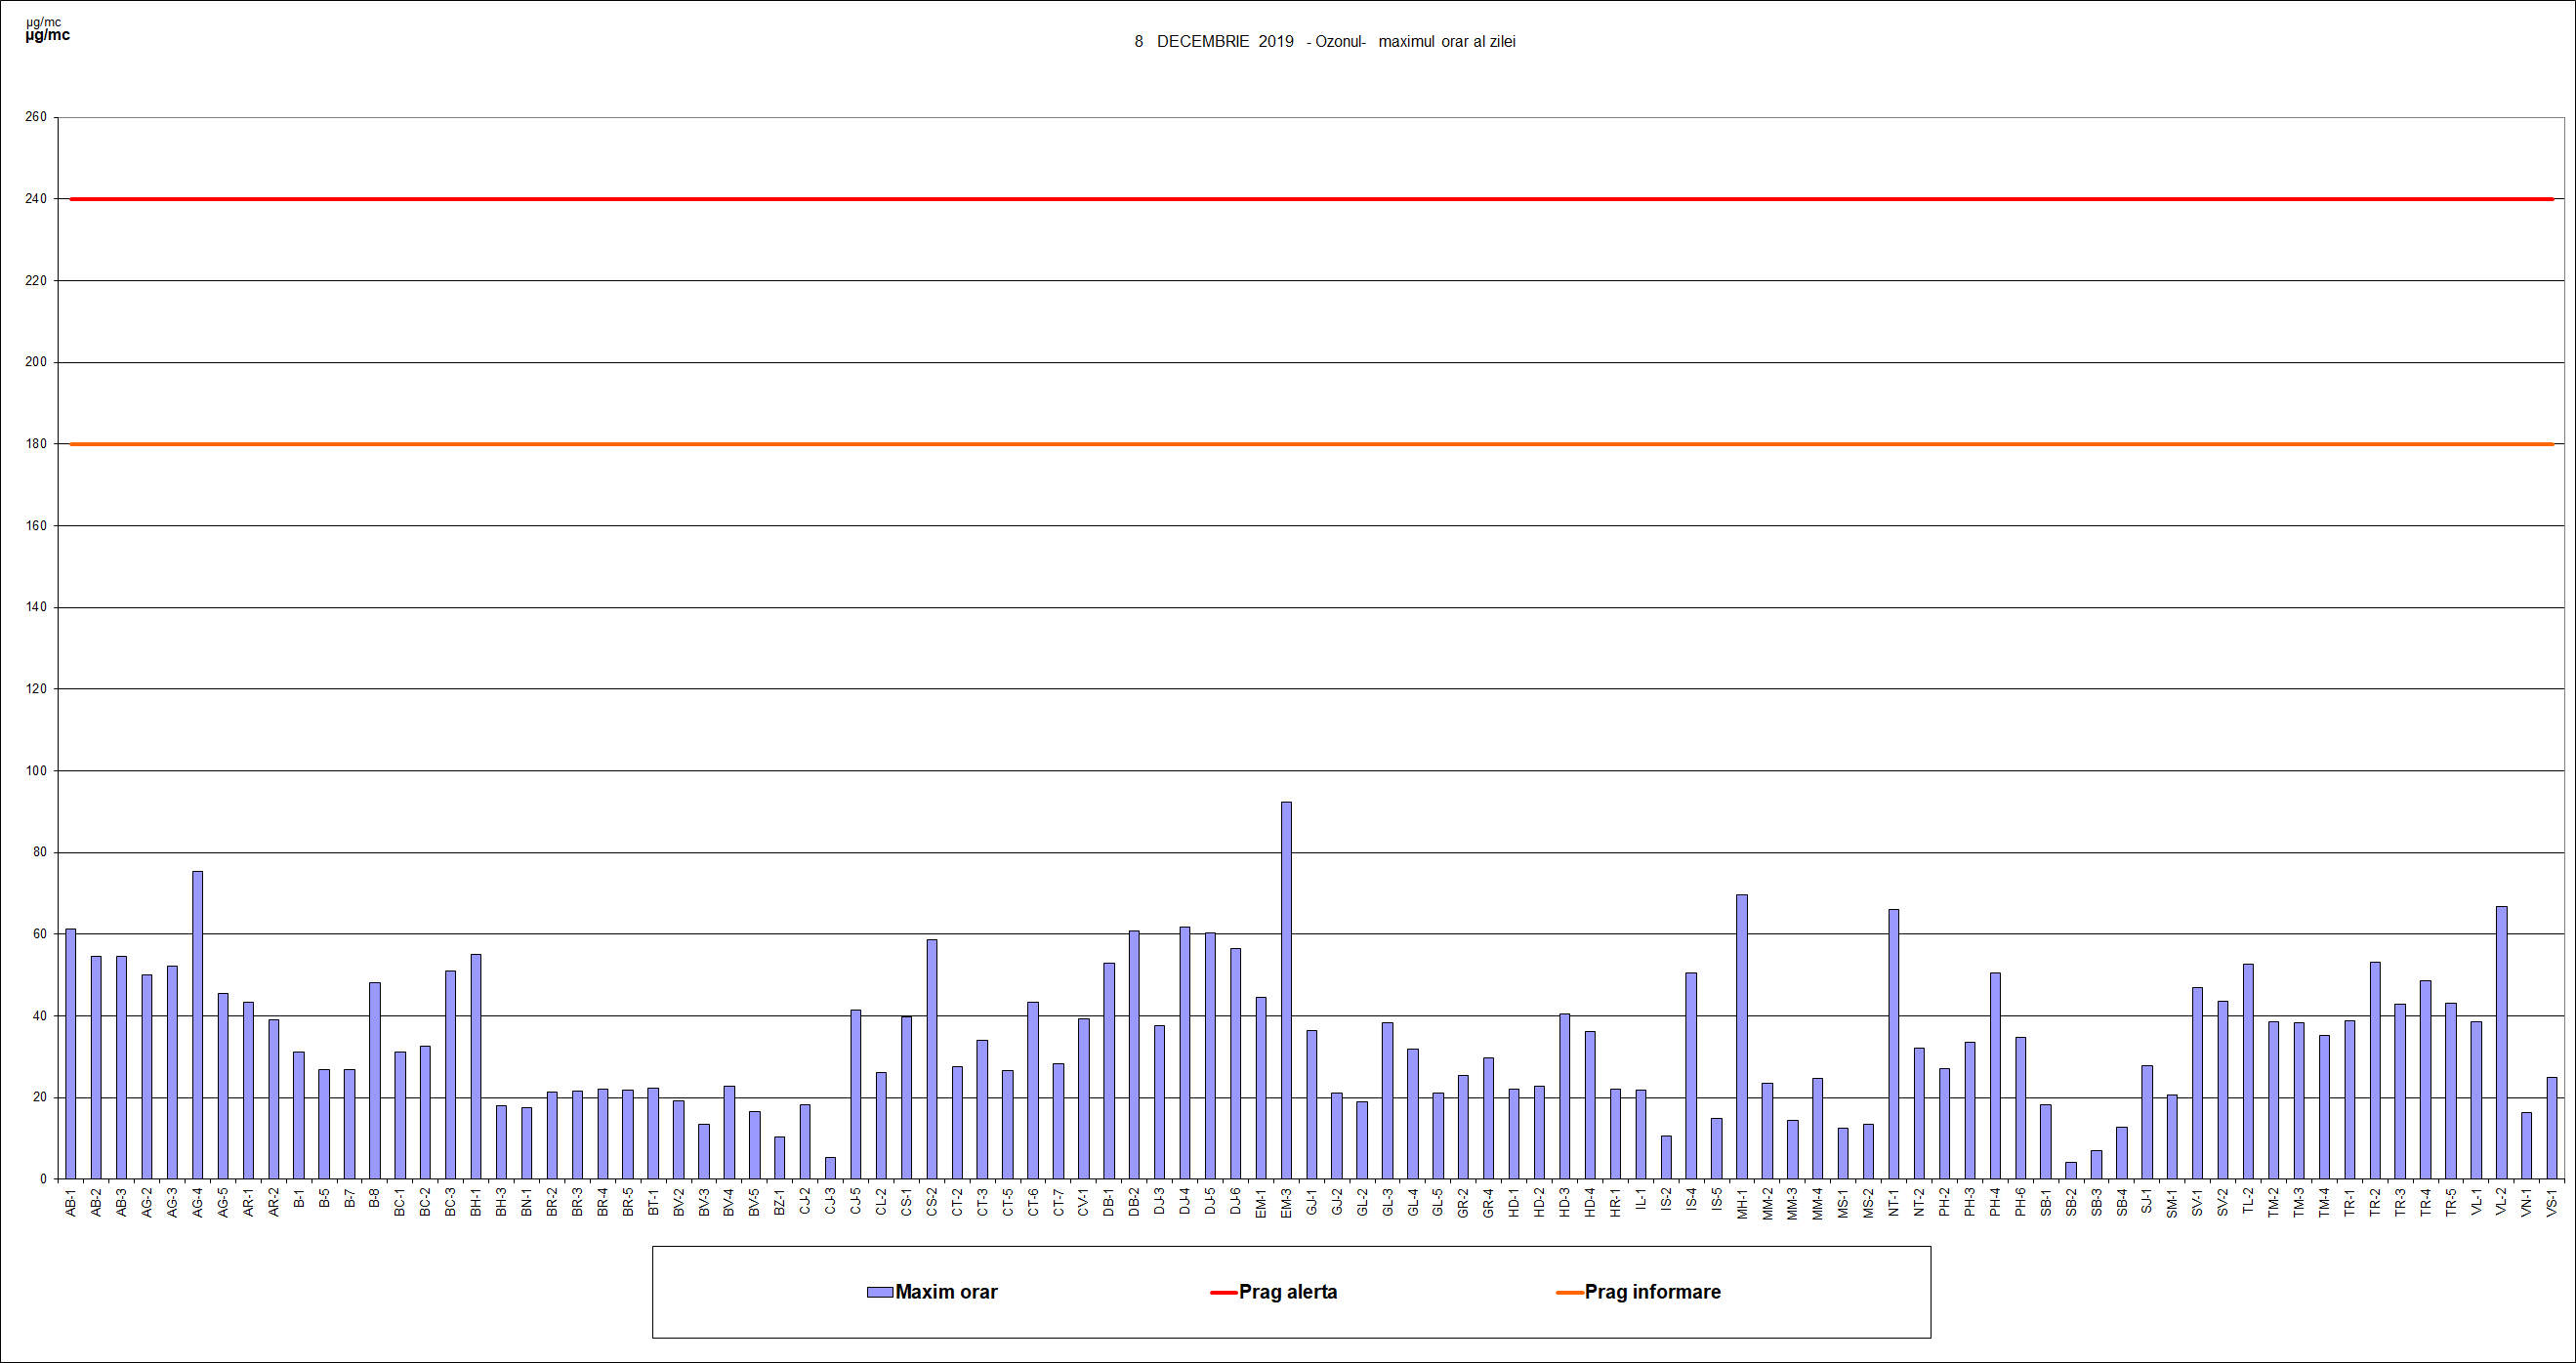 µg/mc
µg/mc
8 DECEMBRIE 2019 - Ozonul- maximul orar al zilei
260
240
220
200
180
160
140
120
100
80
60
40
20
0
AB-1 AB-2 AB-3 AG-2 AG-3 AG-4 AG-5 AR-1 AR-2 B-1 B-5 B-7 B-8 BC-1 BC-2 BC-3 BH-1 BH-3 BN-1 BR-2 BR-3 BR-4 BR-5 BT-1 BV-2 BV-3 BV-4 BV-5 BZ-1 CJ-2 CJ-3 CJ-5 CL-2 CS-1 CS-2 CT-2 CT-3 CT-5 CT-6 CT-7 CV-1 DB-1 DB-2 DJ-3 DJ-4 DJ-5 DJ-6 EM-1 EM-3 GJ-1 GJ-2 GL-2 GL-3 GL-4 GL-5 GR-2 GR-4 HD-1 HD-2 HD-3 HD-4 HR-1 IL-1 IS-2 IS-4 IS-5 MH-1 MM-2 MM-3 MM-4 MS-1 MS-2 NT-1 NT-2 PH-2 PH-3 PH-4 PH-6 SB-1 SB-2 SB-3 SB-4 SJ-1 SM-1 SV-1 SV-2 TL-2 TM-2 TM-3 TM-4 TR-1 TR-2 TR-3 TR-4 TR-5 VL-1 VL-2 VN-1 VS-1
Maxim orar Prag alerta Prag informare